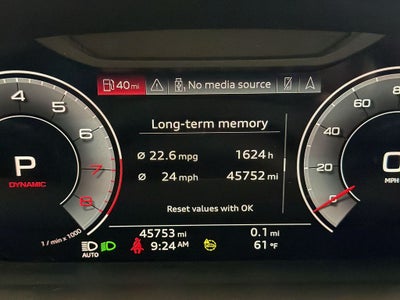 40 mi No media source
Long-term memory
Ø 22.6 mpg 1624 h
Ø 24 mph 45752 mi
Reset values with OK
4 5 6 7 8
P
DYNAMIC
1 / min x 1000
80
40
20
0
0
MPH
AUTO
45753 mi 0.1 mi
9:24 AM 61 °F